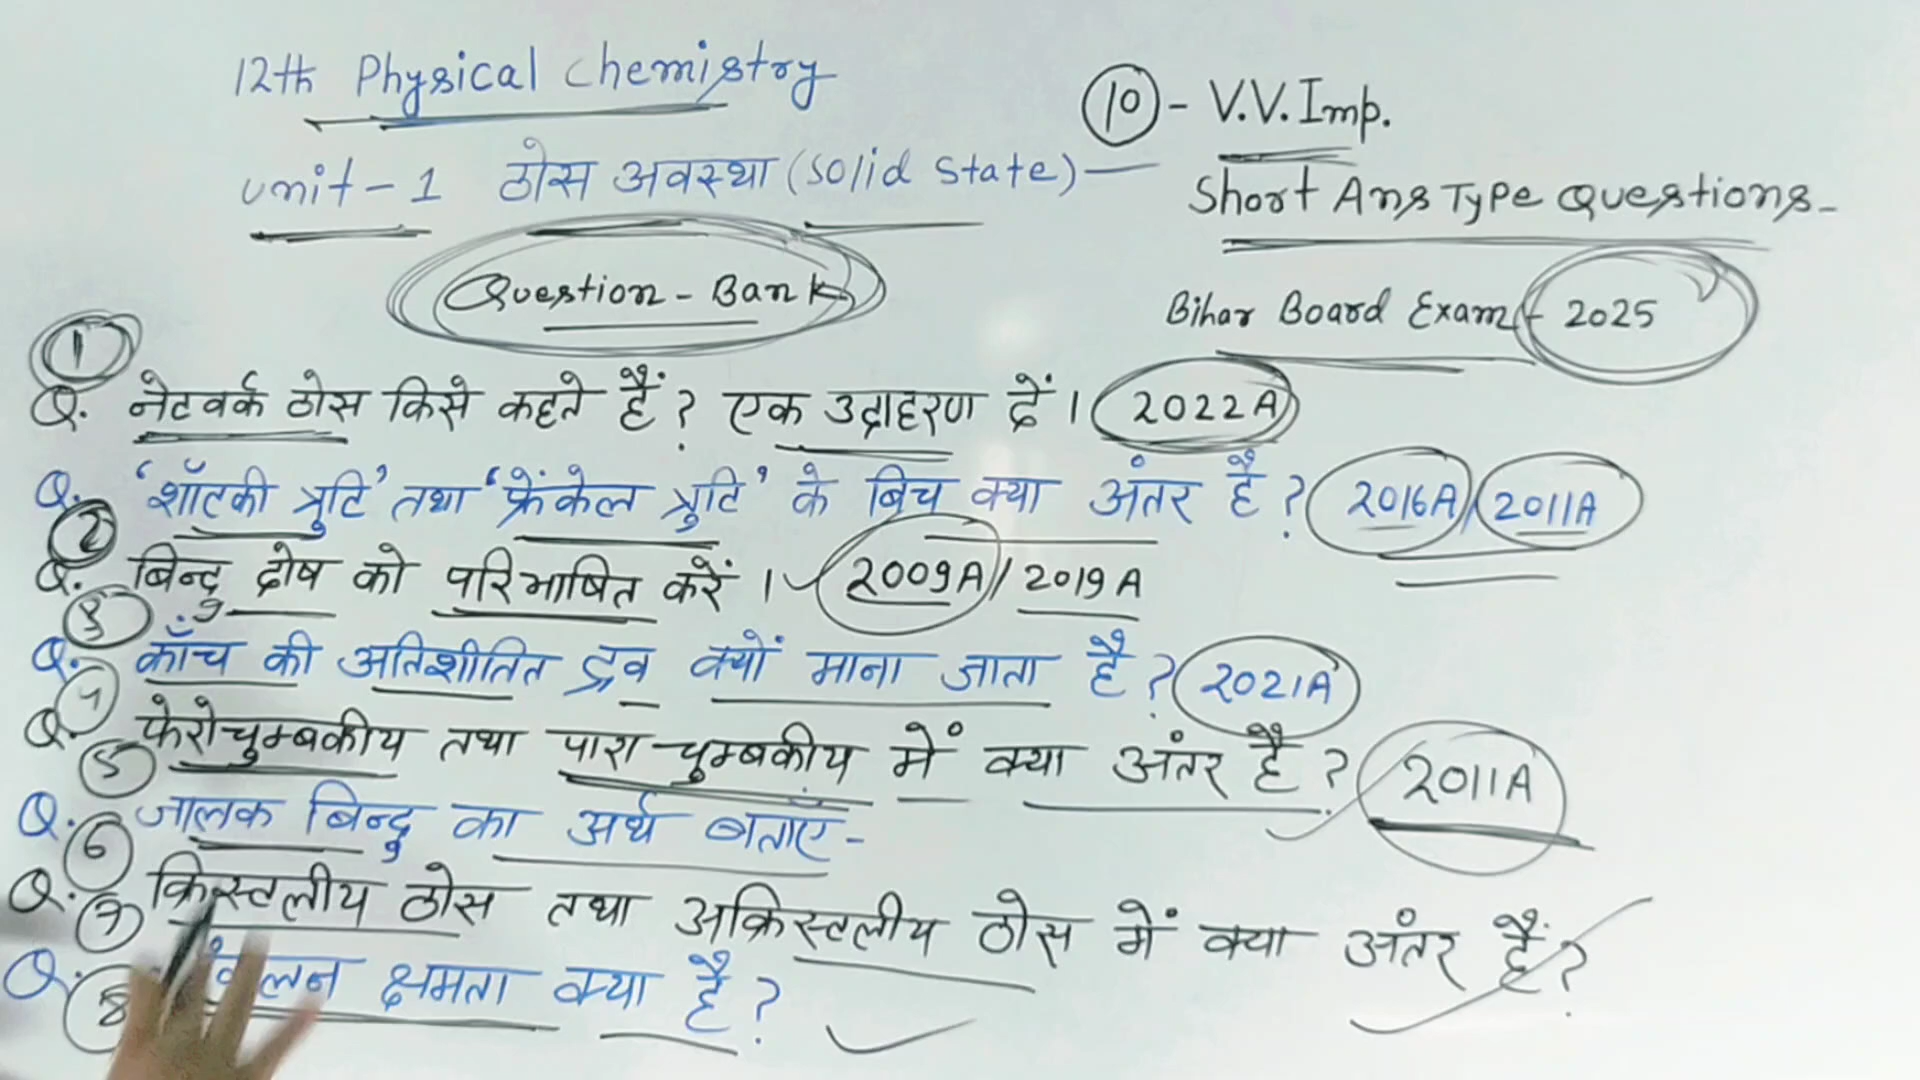 12th Physical Chemistry
Unit-1 ठोस अवस्था (Solid State) —
Question-Bank
10 - V.V.Imp.
Short Ans Type Questions-
Bihar Board Exam - 2025
1
Q. नेटवर्क ठोस किसे कहते हैं? एक उदाहरण दें। 2022A
Q. 'शॉटकी त्रुटि' तथा 'फ्रेंकेल त्रुटि' के बिच क्या अंतर है? 2016A/2011A
2
Q. बिन्दु दोष को परिभाषित करें। 2009A/2019A
3
Q. काँच की अतिशीतित द्रव क्यों माना जाता है? 2021A
4
Q. फेरोचुम्बकीय तथा पारा-चुम्बकीय में क्या अंतर है? 2011A
5
Q. जालक बिन्दु का अर्थ बताएँ-
6
Q. क्रिस्टलीय ठोस तथा अक्रिस्टलीय ठोस में क्या अंतर है?
7
Q. क्षमता क्या है?
8